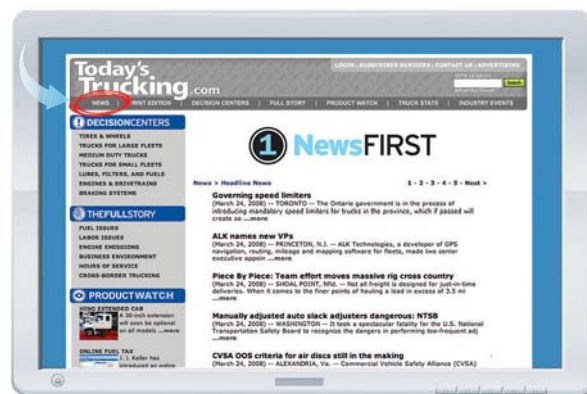 Today's
Trucking.com
LOGIN · SUBSCRIBER SERVICES · CONTACT US · ADVERTISING
SITE SEARCH
Search
NEWS | PRINT EDITION | DECISION CENTERS | FULL STORY | PRODUCT WATCH | TRUCK STATS | INDUSTRY EVENTS
DECISIONCENTERS
TIRES & WHEELS
TRUCKS FOR LARGE FLEETS
MEDIUM DUTY TRUCKS
TRUCKS FOR SMALL FLEETS
LUBES, FILTERS, AND FUELS
ENGINES & DRIVETRAINS
BRAKING SYSTEMS
THEFULLSTORY
FUEL ISSUES
LABOR ISSUES
ENGINE EMISSIONS
BUSINESS ENVIRONMENT
HOURS OF SERVICE
CROSS-BORDER TRUCKING
PRODUCTWATCH
HINO EXTENDED CAB
A 30-inch extension
will soon be optional
on all models ...more
ONLINE FUEL TAX
J. J. Keller has
introduced an online
1 NewsFIRST
News > Headline News
1 - 2 - 3 - 4 - 5 - Next >
Governing speed limiters
(March 24, 2008) -- TORONTO -- The Ontario government is in the process of
introducing mandatory speed limiters for trucks in the province, which if passed will
create so ...more
ALK names new VPs
(March 24, 2008) -- PRINCETON, N.J. -- ALK Technologies, a developer of GPS
navigation, routing, mileage and mapping software for fleets, made two senior
executive appoin ...more
Piece By Piece: Team effort moves massive rig cross country
(March 24, 2008) -- SHOAL POINT, Nfld. -- Not all freight is designed for just-in-time
deliveries. When it comes to the finer points of hauling a load in excess of 3.5 mi
...more
Manually adjusted auto slack adjusters dangerous: NTSB
(March 24, 2008) -- WASHINGTON -- It took a spectacular fatality for the U.S. National
Transportation Safety Board to recognize the dangers in performing too-frequent adj
...more
CVSA OOS criteria for air discs still in the making
(March 24, 2008) -- ALEXANDRIA, Va. -- Commercial Vehicle Safety Alliance (CVSA)